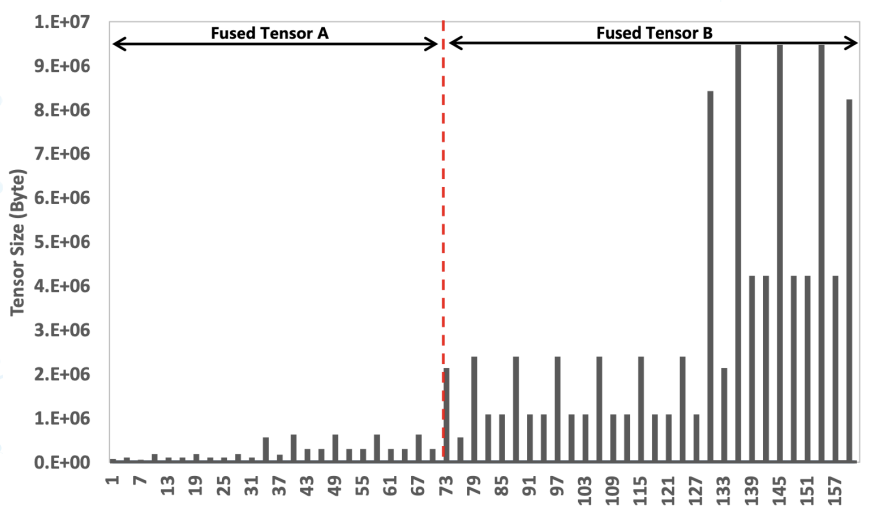 Fused Tensor A
Fused Tensor B
Tensor Size (Byte)
1.E+07
9.E+06
8.E+06
7.E+06
6.E+06
5.E+06
4.E+06
3.E+06
2.E+06
1.E+06
0.E+00
1
7
13
19
25
31
37
43
49
55
61
67
73
79
85
91
97
103
109
115
121
127
133
139
145
151
157